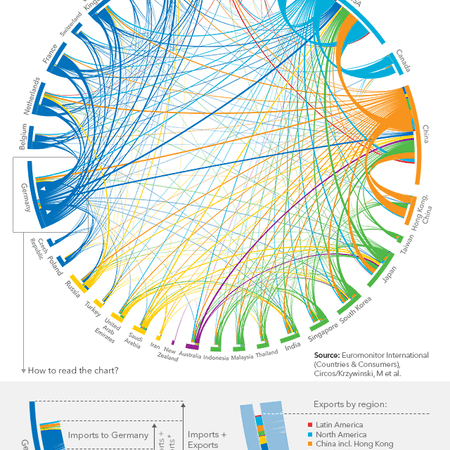 USA
Canada
China
Hong Kong,
China
Taiwan
Japan
South Korea
Singapore
India
Thailand
Malaysia
Indonesia
Australia
New
Zealand
Iran
Saudi
Arabia
United
Arab
Emirates
Turkey
Russia
Poland
Czech
Republic
Germany
Belgium
Netherlands
France
Switzerland
Source: Euromonitor International
(Countries & Consumers),
Circos/Krzywinski, M et al.
How to read the chart?
Imports to Germany
Imports +
Exports
Exports by region:
Latin America
North America
China incl. Hong Kong